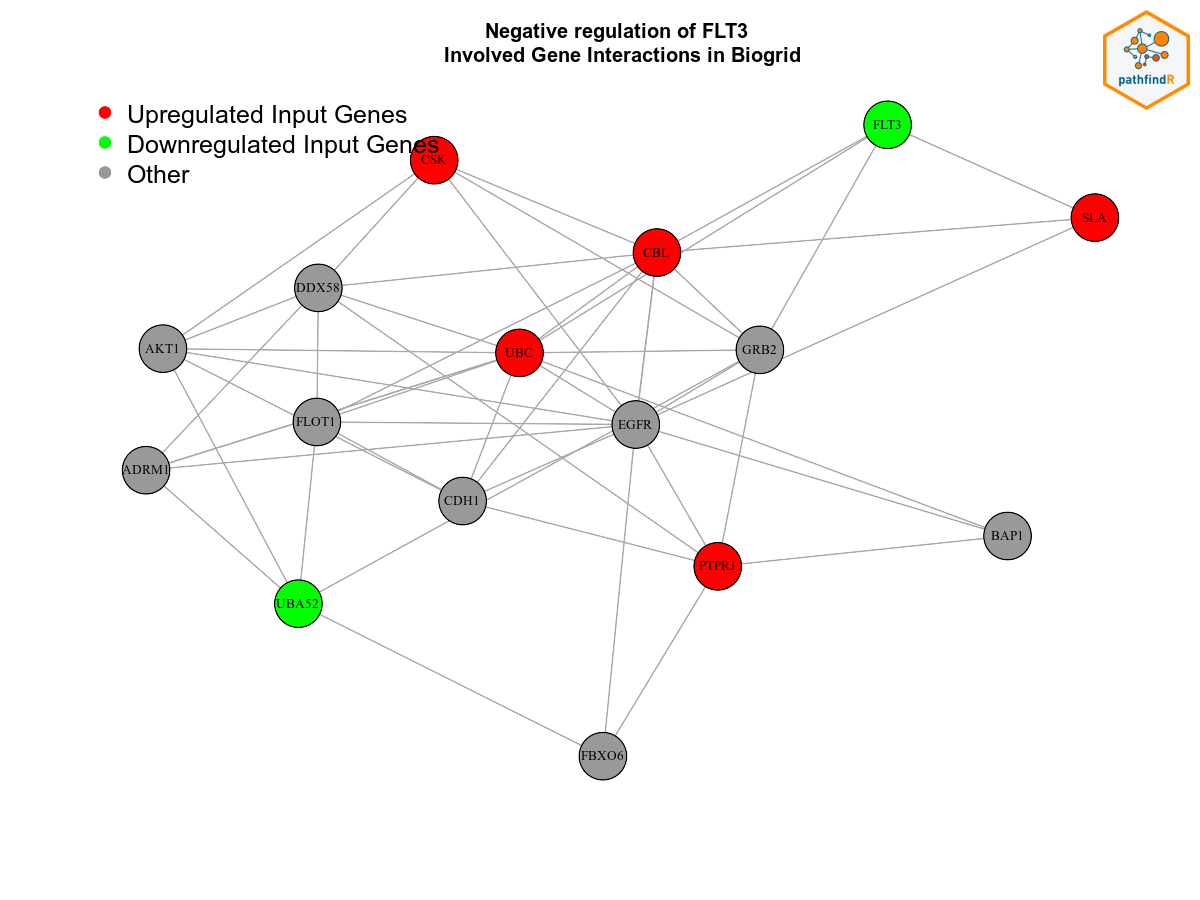 Negative regulation of FLT3
Involved Gene Interactions in Biogrid
pathfindR
Upregulated Input Genes
Downregulated Input Genes
Other
FLT3
CSK
SLA
CBL
DDX58
AKT1
UBC
GRB2
FLOT1
EGFR
ADRM1
CDH1
BAP1
PTPRJ
UBA52
FBXO6